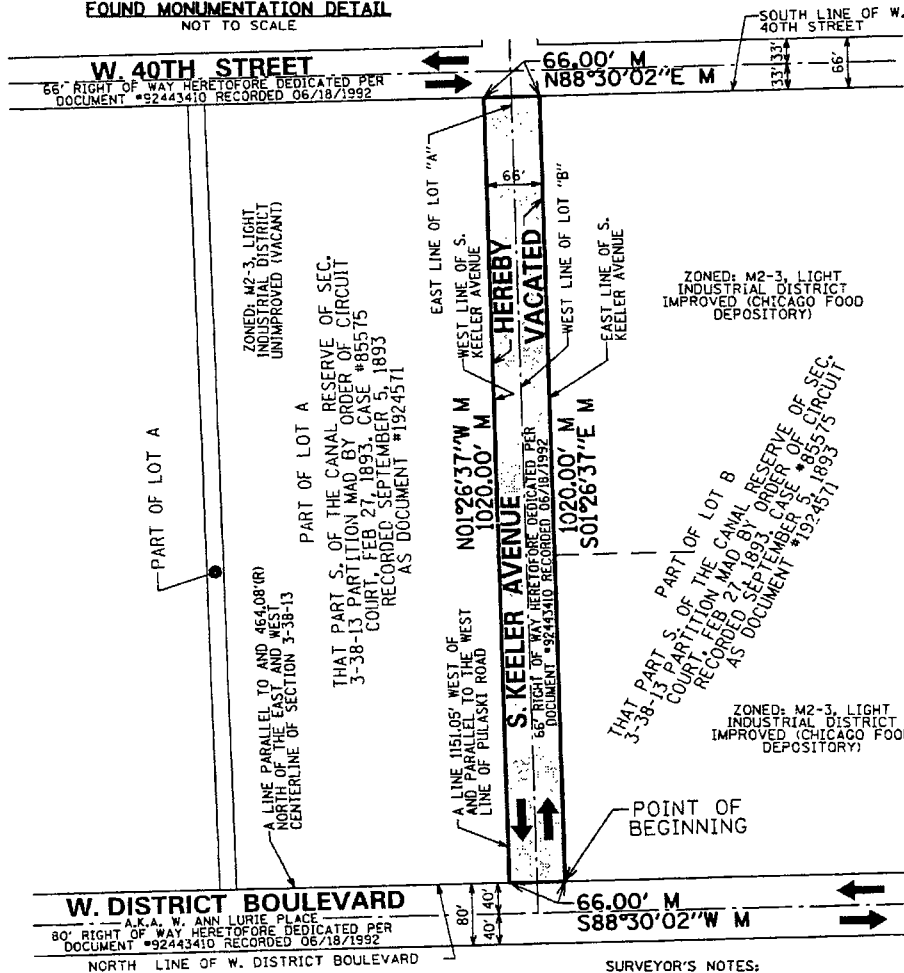 FOUND MONUMENTATION DETAIL
NOT TO SCALE
SOUTH LINE OF W.
40TH STREET
W. 40TH STREET
66' RIGHT OF WAY HERETOFORE DEDICATED PER
DOCUMENT #92443410 RECORDED 06/18/1992
66.00' M
N88°30'02"E M
33'
33'
66'
66'
EAST LINE OF LOT "A"
WEST LINE OF S.
KEELER AVENUE
HEREBY
VACATED
WEST LINE OF LOT "B"
EAST LINE OF S.
KEELER AVENUE
ZONED: M2-3, LIGHT
INDUSTRIAL DISTRICT
UNIMPROVED (VACANT)
ZONED: M2-3, LIGHT
INDUSTRIAL DISTRICT
IMPROVED (CHICAGO FOOD
DEPOSITORY)
PART OF LOT A
PART OF LOT A
THAT PART S. OF THE CANAL RESERVE OF SEC.
3-38-13 PARTITION MAD BY ORDER OF CIRCUIT
COURT, FEB 27, 1893. CASE #85575
RECORDED SEPTEMBER 5, 1893
AS DOCUMENT #1924571
N01°26'37"W M
1020.00' M
S. KEELER AVENUE
66' RIGHT OF WAY HERETOFORE DEDICATED PER
DOCUMENT #92443410 RECORDED 06/18/1992
1020.00' M
S01°26'37"E M
PART OF LOT B
THAT PART S. OF THE CANAL RESERVE OF SEC.
3-38-13 PARTITION MAD BY ORDER OF CIRCUIT
COURT, FEB 27, 1893. CASE #85575
RECORDED SEPTEMBER 5, 1893
AS DOCUMENT #1924571
A LINE PARALLEL TO AND 464.08'(R)
NORTH OF THE EAST AND WEST
CENTERLINE OF SECTION 3-38-13
A LINE 1151.05' WEST OF
AND PARALLEL TO THE WEST
LINE OF PULASKI ROAD
ZONED: M2-3, LIGHT
INDUSTRIAL DISTRICT
IMPROVED (CHICAGO FOOD
DEPOSITORY)
POINT OF
BEGINNING
W. DISTRICT BOULEVARD
A.K.A. W. ANN LURIE PLACE
80' RIGHT OF WAY HERETOFORE DEDICATED PER
DOCUMENT #92443410 RECORDED 06/18/1992
80'
40'
40'
66.00' M
S88°30'02"W M
NORTH LINE OF W. DISTRICT BOULEVARD
SURVEYOR'S NOTES: